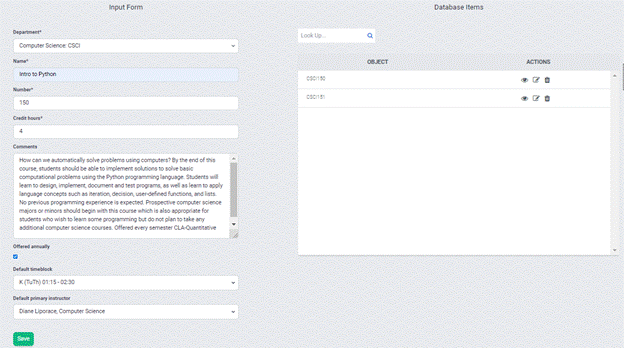 Input Form
Department*
Computer Science: CSCI
Name*
Intro to Python
Number*
150
Credit hours*
4
Comments
How can we automatically solve problems using computers? By the end of this
course, students should be able to implement solutions to solve basic
computational problems using the Python programming language. Students will
learn to design, implement, document and test programs, as well as learn to apply
language concepts such as iteration, decision, user-defined functions, and lists.
No previous programming experience is expected. Prospective computer science
majors or minors should begin with this course which is also appropriate for
students who wish to learn some programming but do not plan to take any
additional computer science courses. Offered every semester CLA-Quantitative
Offered annually
Default timeblock
K (TuTh) 01:15 - 02:30
Default primary instructor
Diane Liporace, Computer Science
Save
Database Items
Look Up...
OBJECT ACTIONS
CSCI150
CSCI151